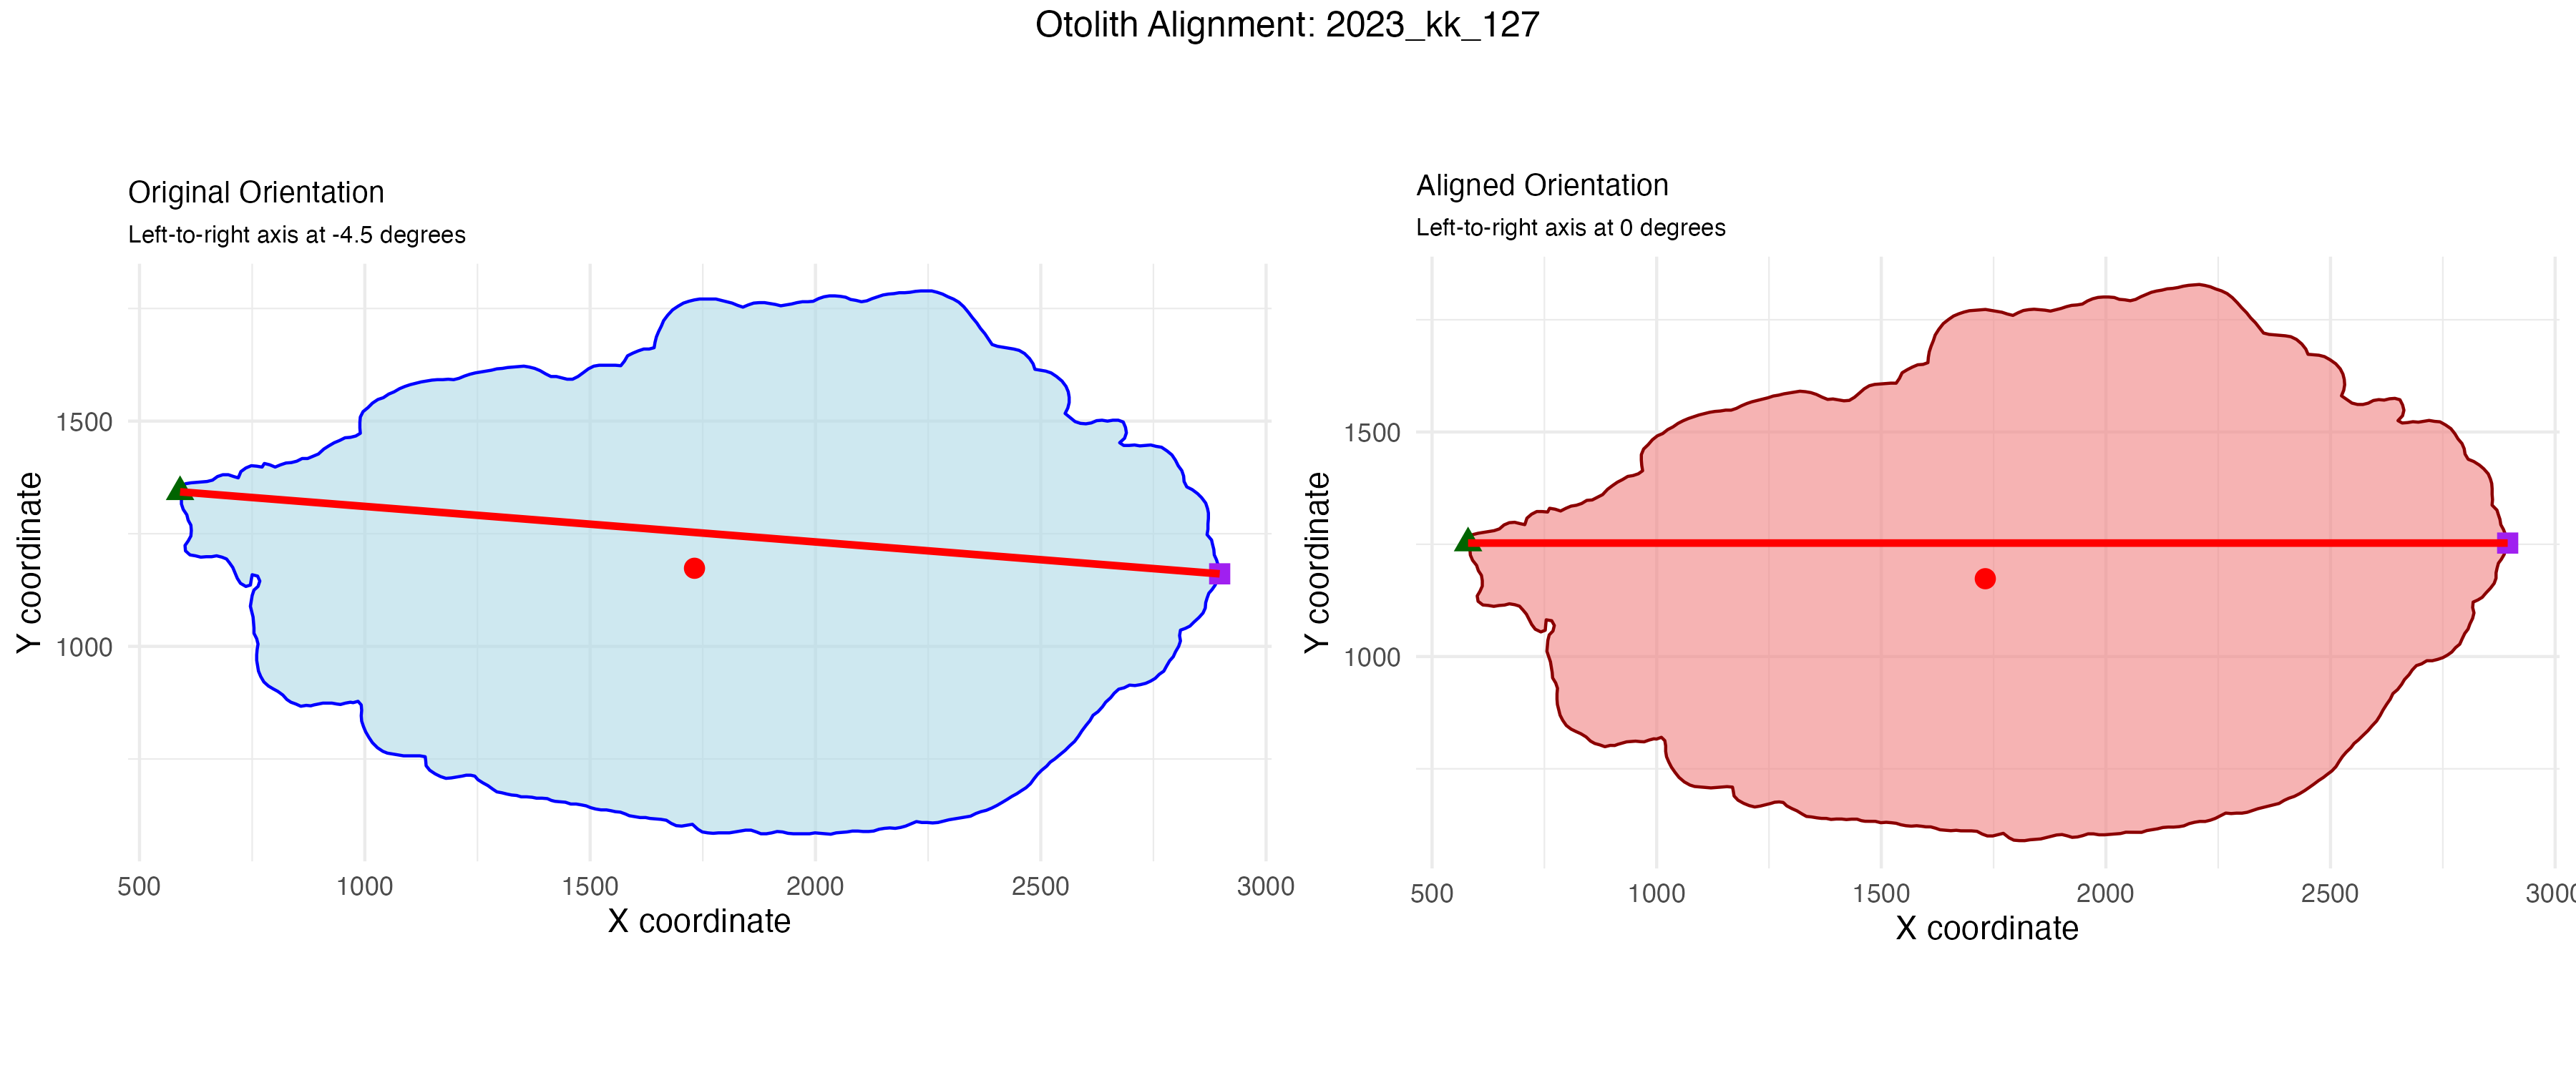 Otolith Alignment: 2023_kk_127
Original Orientation
Left-to-right axis at -4.5 degrees
Y coordinate
1500
1000
500 1000 1500 2000 2500 3000
X coordinate
Aligned Orientation
Left-to-right axis at 0 degrees
Y coordinate
1500
1000
500 1000 1500 2000 2500 3000
X coordinate